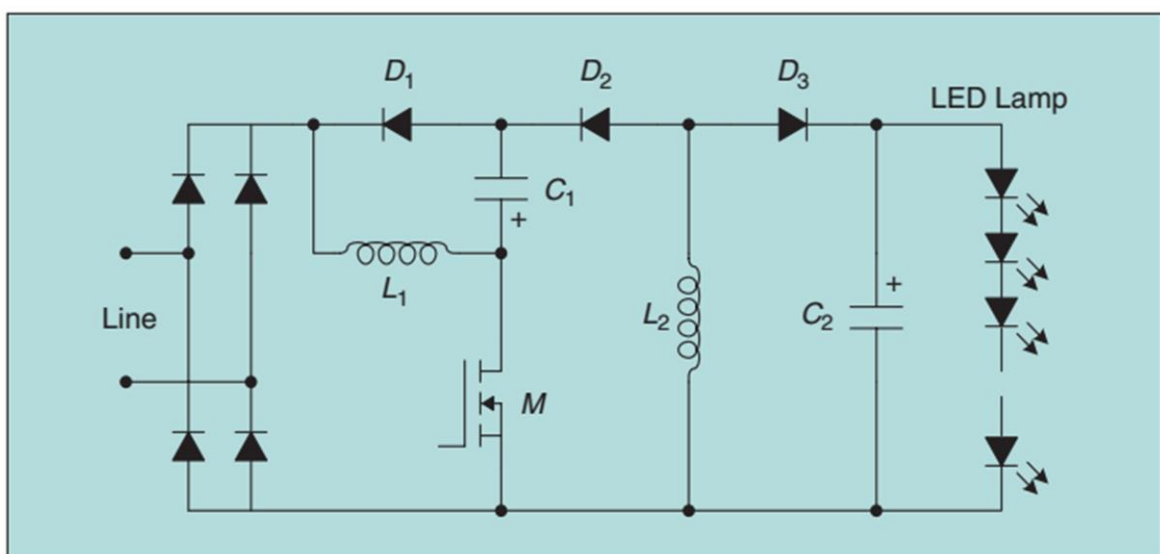 D1 D2 D3
LED Lamp
C1
+
L1
Line
L2
C2
+
M